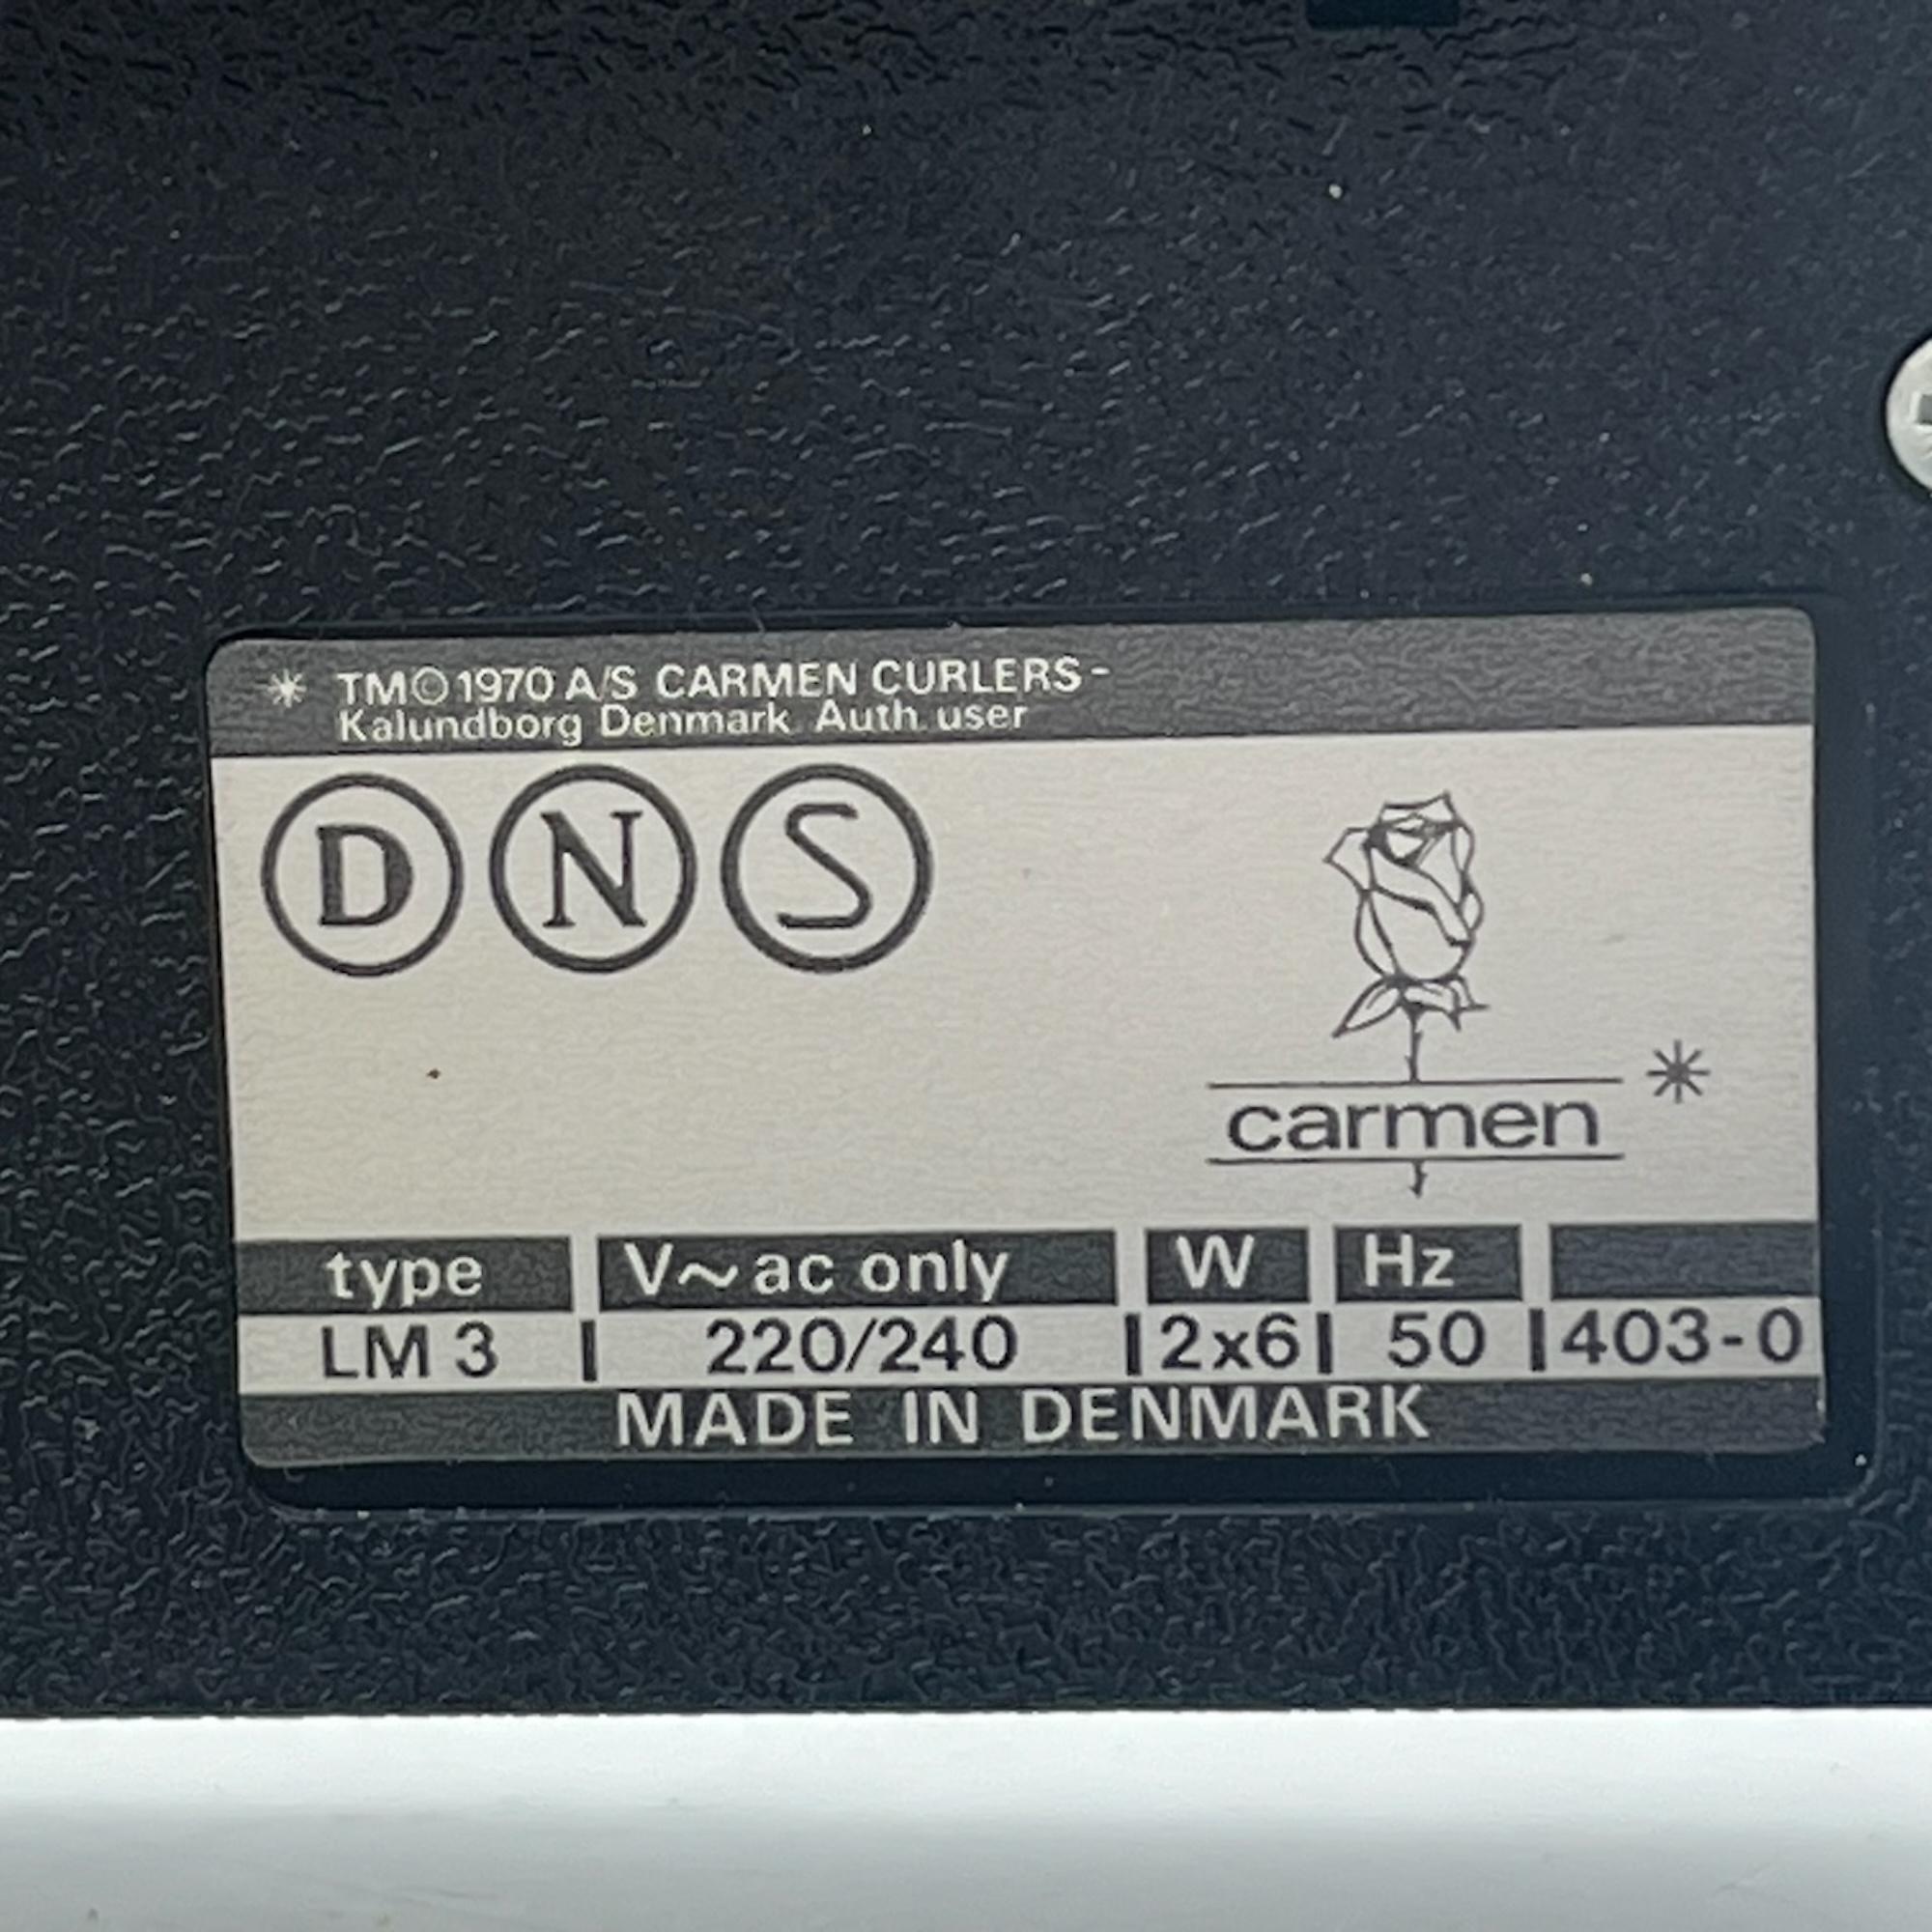 * TM©1970 A/S CARMEN CURLERS-
Kalundborg Denmark Auth. user
D N S
carmen *
type V~ac only W Hz
LM 3 220/240 2x6 50 403-0
MADE IN DENMARK